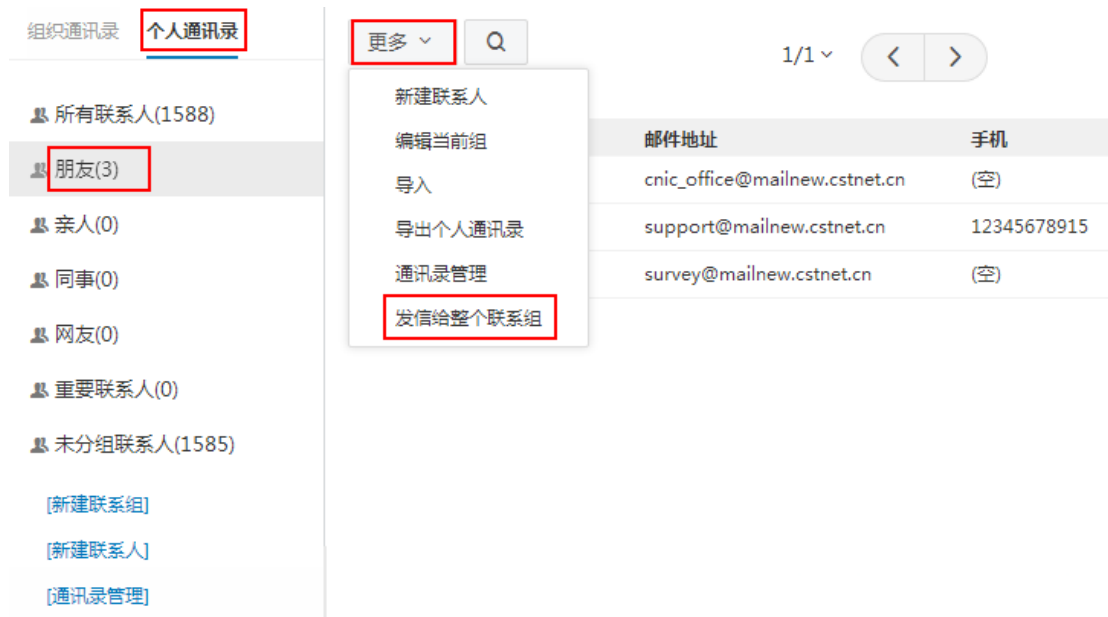 组织通讯录 个人通讯录
所有联系人(1588)
朋友(3)
亲人(0)
同事(0)
网友(0)
重要联系人(0)
未分组联系人(1585)
[新建联系组]
[新建联系人]
[通讯录管理]
更多
1/1
新建联系人
编辑当前组
导入
导出个人通讯录
通讯录管理
发信给整个联系组
邮件地址 手机
cnic_office@mailnew.cstnet.cn (空)
support@mailnew.cstnet.cn 12345678915
survey@mailnew.cstnet.cn (空)